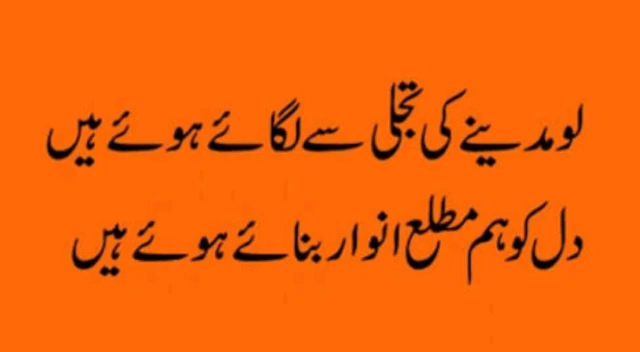 لو مدینے کی تجلی سے لگائے ہوئے ہیں
دل کو ہم مطلع انوار بنائے ہوئے ہیں